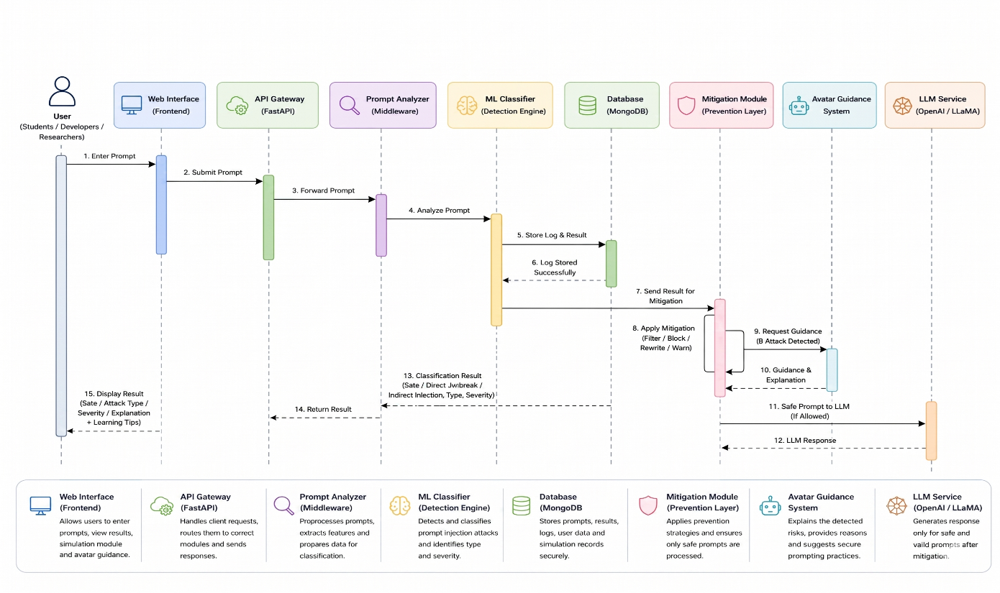 User
(Students / Developers /
Researchers)
Web Interface
(Frontend)
API Gateway
(FastAPI)
Prompt Analyzer
(Middleware)
ML Classifier
(Detection Engine)
Database
(MongoDB)
Mitigation Module
(Prevention Layer)
Avatar Guidance
System
LLM Service
(OpenAI / LLaMA)
1. Enter Prompt
2. Submit Prompt
3. Forward Prompt
4. Analyze Prompt
5. Store Log & Result
6. Log Stored
Successfully
7. Send Result for
Mitigation
8. Apply Mitigation
(Filter / Block /
Rewrite / Warn)
9. Request Guidance
(B Attack Detected)
10. Guidance &
Explanation
11. Safe Prompt to LLM
(If Allowed)
12. LLM Response
13. Classification Result
(Sate / Direct Jwibreak /
Indirect Inlection, Type, Severity)
14. Return Result
15. Display Result
(Sate / Attack Type /
Severity / Explanation
+ Learning Tips)
Web Interface
(Frontend)
Allows users to enter
prompts, view results,
simulation module
and avatar guidance.
API Gateway
(FastAPI)
Handles client requests,
routes them to correct
modules and sends
responses.
Prompt Analyzer
(Middleware)
Proprocesses prompts,
extracts features and
prepares data for
classification.
ML Classifier
(Detection Engine)
Detects and classifies
prompt injection attacks
and identifies type
and severity.
Database
(MongoDB
Stores prompts, results,
logs, user data and
simulation records
securely.
Mitigation Module
(Prevention Layer)
Applies prevention
strategies and ensures
only safe prompts are
processed.
Avatar Guidance
System
Explains the detected
risks, provides reasons
and suggests secure
prompting practices.
LLM Service
(OpenAI / LLaMA)
Generates response
only for safe and
vaild prompts after
mitigation.